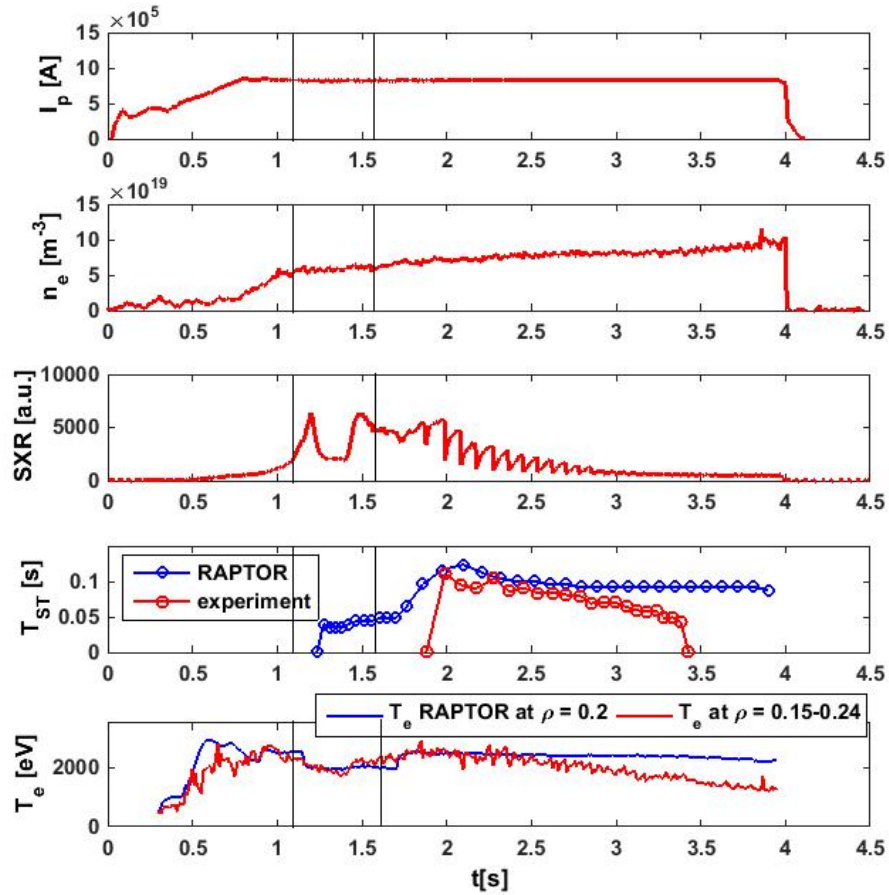 ×10⁵
15
10
5
0
I_p [A]
0 0.5 1 1.5 2 2.5 3 3.5 4 4.5
×10¹⁹
15
10
5
0
n_e [m⁻³]
0 0.5 1 1.5 2 2.5 3 3.5 4 4.5
10000
5000
0
SXR [a.u.]
0 0.5 1 1.5 2 2.5 3 3.5 4 4.5
0.1
0.05
0
T_ST [s]
RAPTOR
experiment
0 0.5 1 1.5 2 2.5 3 3.5 4 4.5
T_e RAPTOR at ρ = 0.2 T_e at ρ = 0.15-0.24
2000
0
T_e [eV]
0 0.5 1 1.5 2 2.5 3 3.5 4 4.5
t[s]